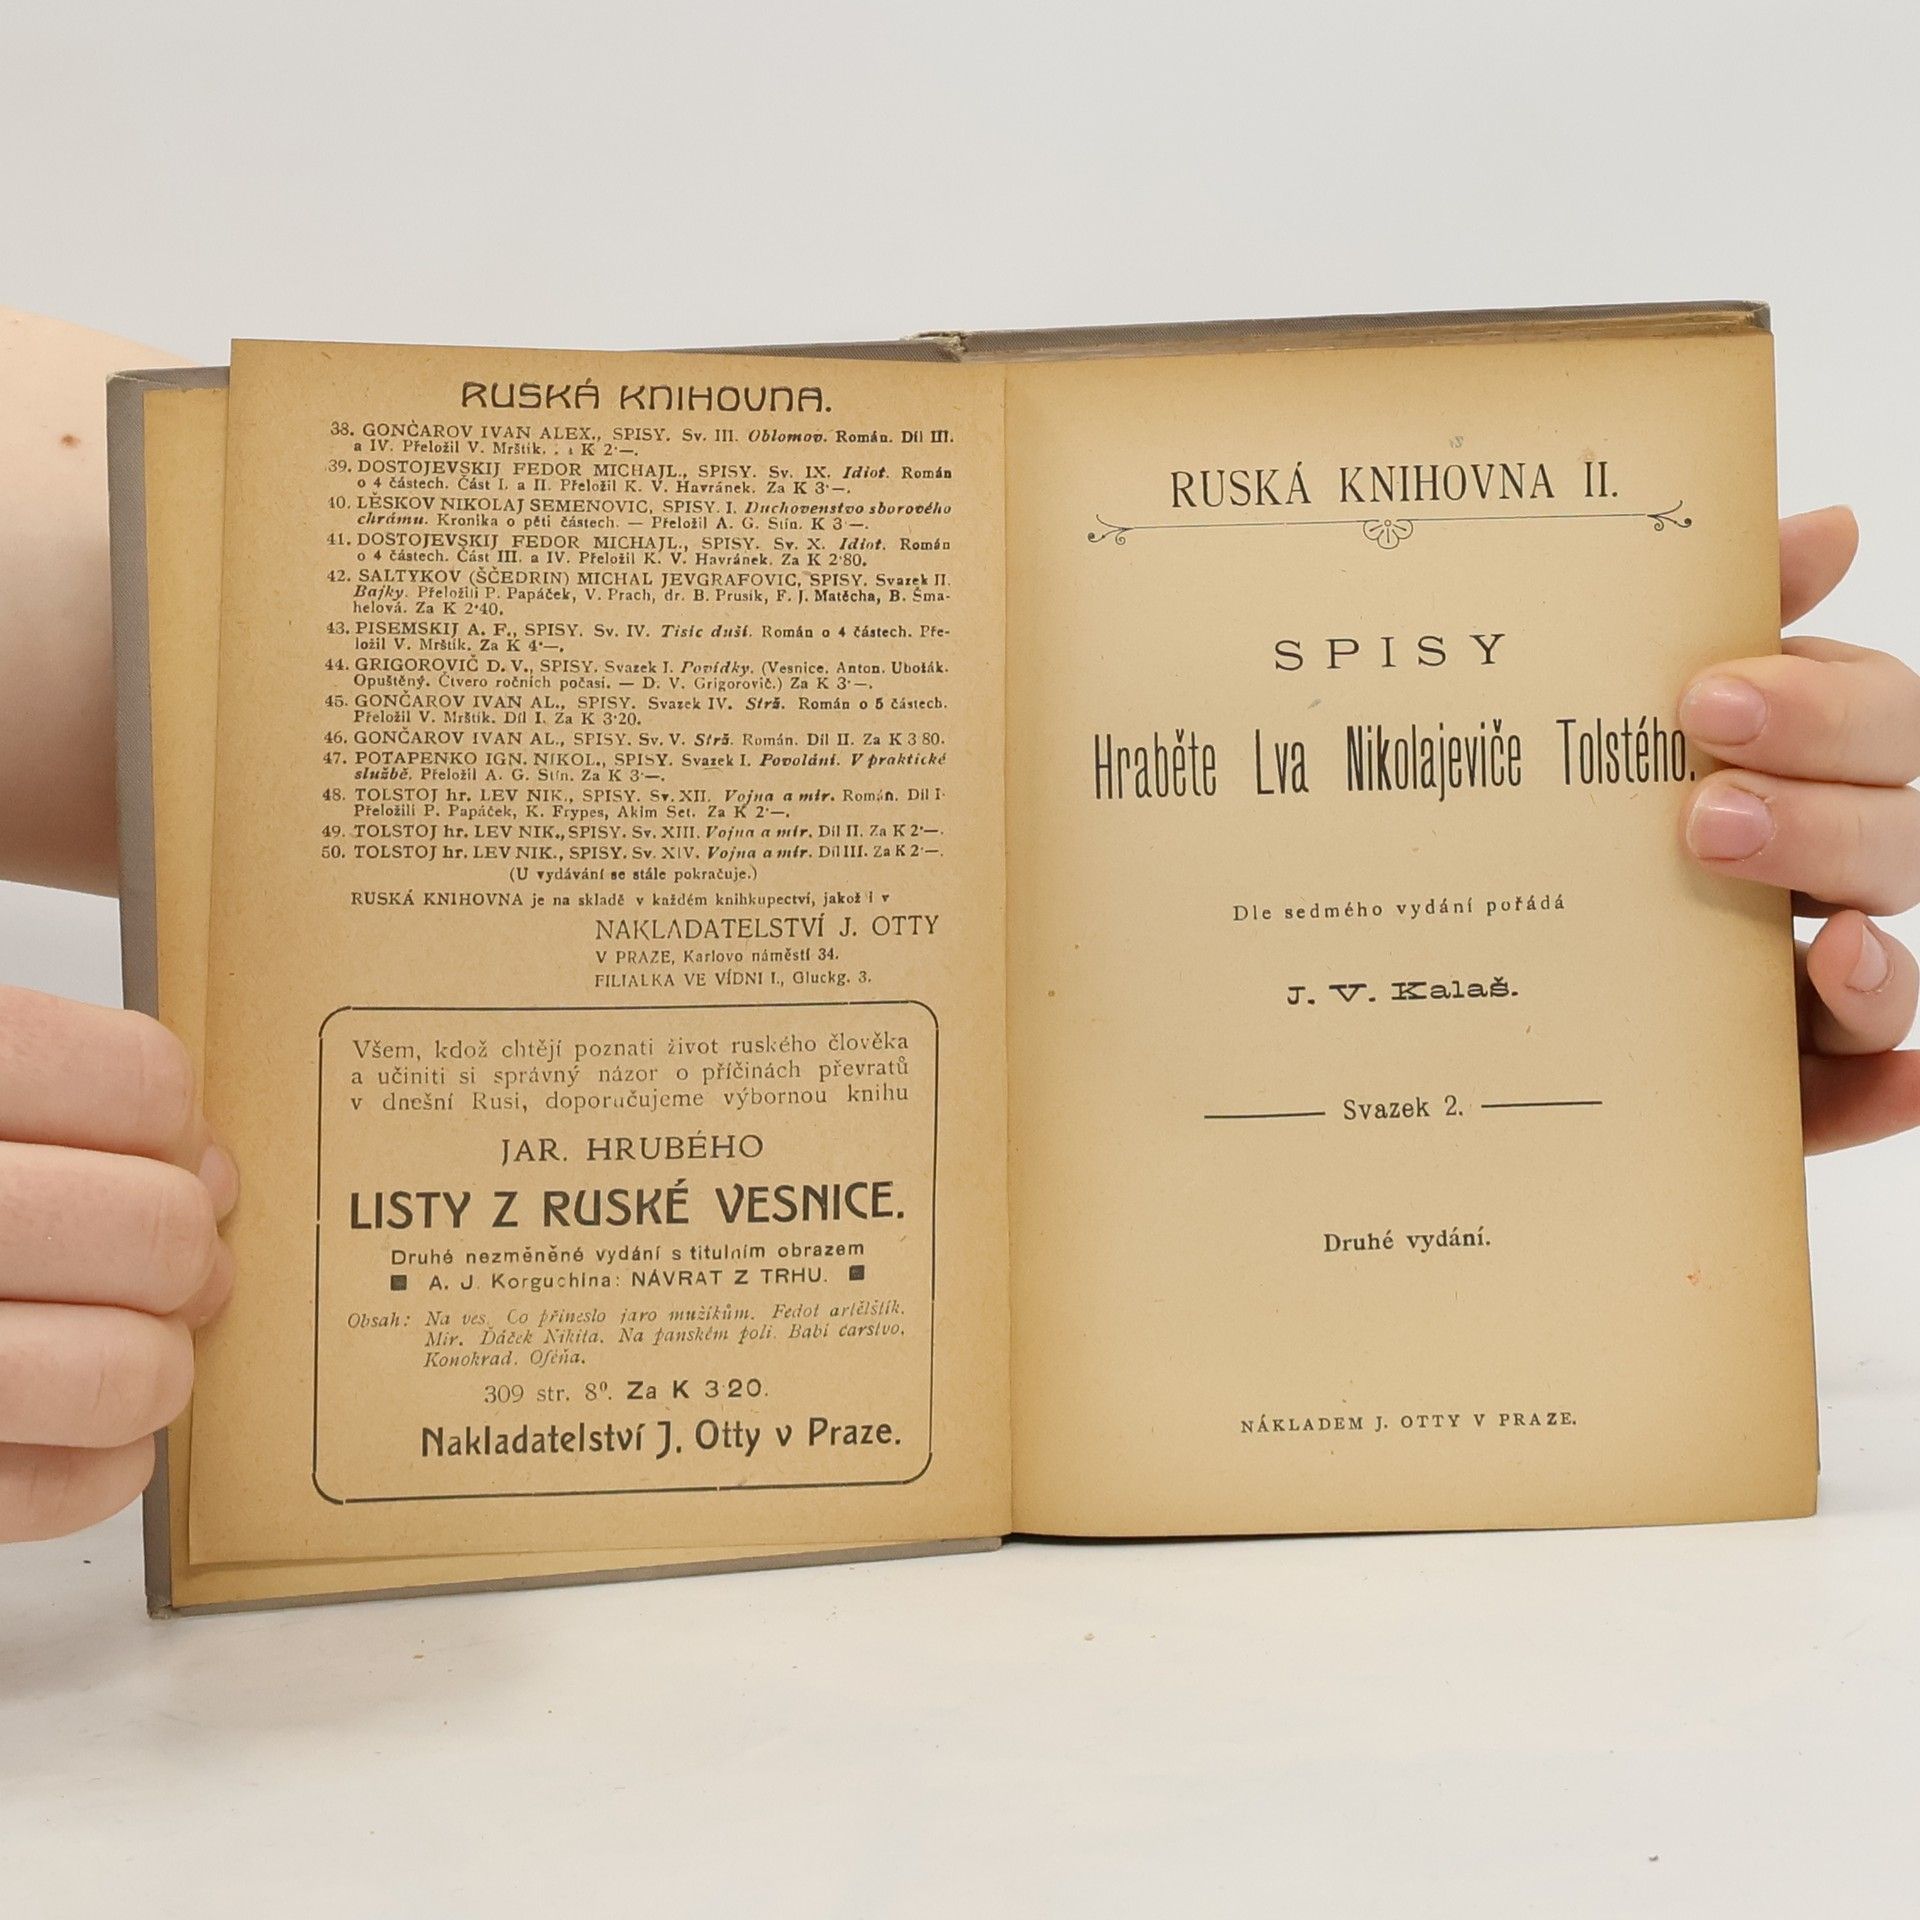 RUSKÁ KNIHOVNA.
38. GONČAROV IVAN ALEX., SPISY. Sv. III. Oblomov. Román. Díl III.
a IV. Přeložil V. Mrštík. : : K 2·—.
39. DOSTOJEVSKIJ FEDOR MICHAJL., SPISY. Sv. IX. Idiot. Román
o 4 částech. Část I. a II. Přeložil K. V. Havránek. Za K 3·—.
40. LĚSKOV NIKOLAJ SEMENOVIC, SPISY. I. Duchovenstvo sborového
chrámu. Kronika o pěti částech. — Přeložil A. G. Stín. K 3·—.
41. DOSTOJEVSKIJ FEDOR MICHAJL., SPISY. Sv. X. Idiot. Román
o 4 částech. Část III. a IV. Přeložil K. V. Havránek. Za K 2·80.
42. SALTYKOV (ŠČEDRIN) MICHAL JEVGRAFOVIC, SPISY. Svazek II.
Bajky. Přeložili P. Papáček, V. Prach, dr. B. Prusík, F. J. Matěcha, B. Šma-
helová. Za K 2·40.
43. PISEMSKIJ A. F., SPISY. Sv. IV. Tisíc duší. Román o 4 částech. Pře-
ložil V. Mrštík. Za K 4·—.
44. GRIGOROVIČ D. V., SPISY. Svazek I. Povídky. (Vesnice. Anton. Ubožák.
Opuštěný. Čtvero ročních počasí. — D. V. Grigorovič.) Za K 3·—.
45. GONČAROV IVAN AL., SPISY. Svazek IV. Strž. Román o 5 částech.
Přeložil V. Mrštík. Díl I. Za K 3·20.
46. GONČAROV IVAN AL., SPISY. Sv. V. Strž. Román. Díl II. Za K 3 80.
47. POTAPENKO IGN. NIKOL., SPISY. Svazek I. Povolání. V praktické
službě. Přeložil A. G. Stín. Za K 3·—.
48. TOLSTOJ hr. LEV NIK., SPISY. Sv. XII. Vojna a mír. Román. Díl I·
Přeložili P. Papáček, K. Frypes, Akim Set. Za K 2·—.
49. TOLSTOJ hr. LEV NIK., SPISY. Sv. XIII. Vojna a mír. Díl II. Za K 2·—.
50. TOLSTOJ hr. LEV NIK., SPISY. Sv. XIV. Vojna a mír. Díl III. Za K 2·—.
(U vydávání se stále pokračuje.)
RUSKÁ KNIHOVNA je na skladě v každém knihkupectví, jakož i v
NAKLADATELSTVÍ J. OTTY
V PRAZE, Karlovo náměstí 34.
FILIALKA VE VÍDNI I., Gluckg. 3.
Všem, kdož chtějí poznati život ruského člověka
a učiniti si správný názor o příčinách převratů
v dnešní Rusi, doporučujeme výbornou knihu
JAR. HRUBÉHO
LISTY Z RUSKÉ VESNICE.
Druhé nezměněné vydání s titulním obrazem
A. J. Korguchina: NÁVRAT Z TRHU.
Obsah: Na ves. Co přineslo jaro mužíkům. Fedot artělštík.
Mir. Ďáček Nikita. Na panském poli. Babí carstvo.
Konokrad. Oféňa.
309 str. 8⁰. Za K 3·20.
Nakladatelství J. Otty v Praze.
RUSKÁ KNIHOVNA II.
SPISY
Hraběte Lva Nikolajeviče Tolstého.
Dle sedmého vydání pořádá
J. V. Kalaš.
Svazek 2.
Druhé vydání.
NÁKLADEM J. OTTY V PRAZE.